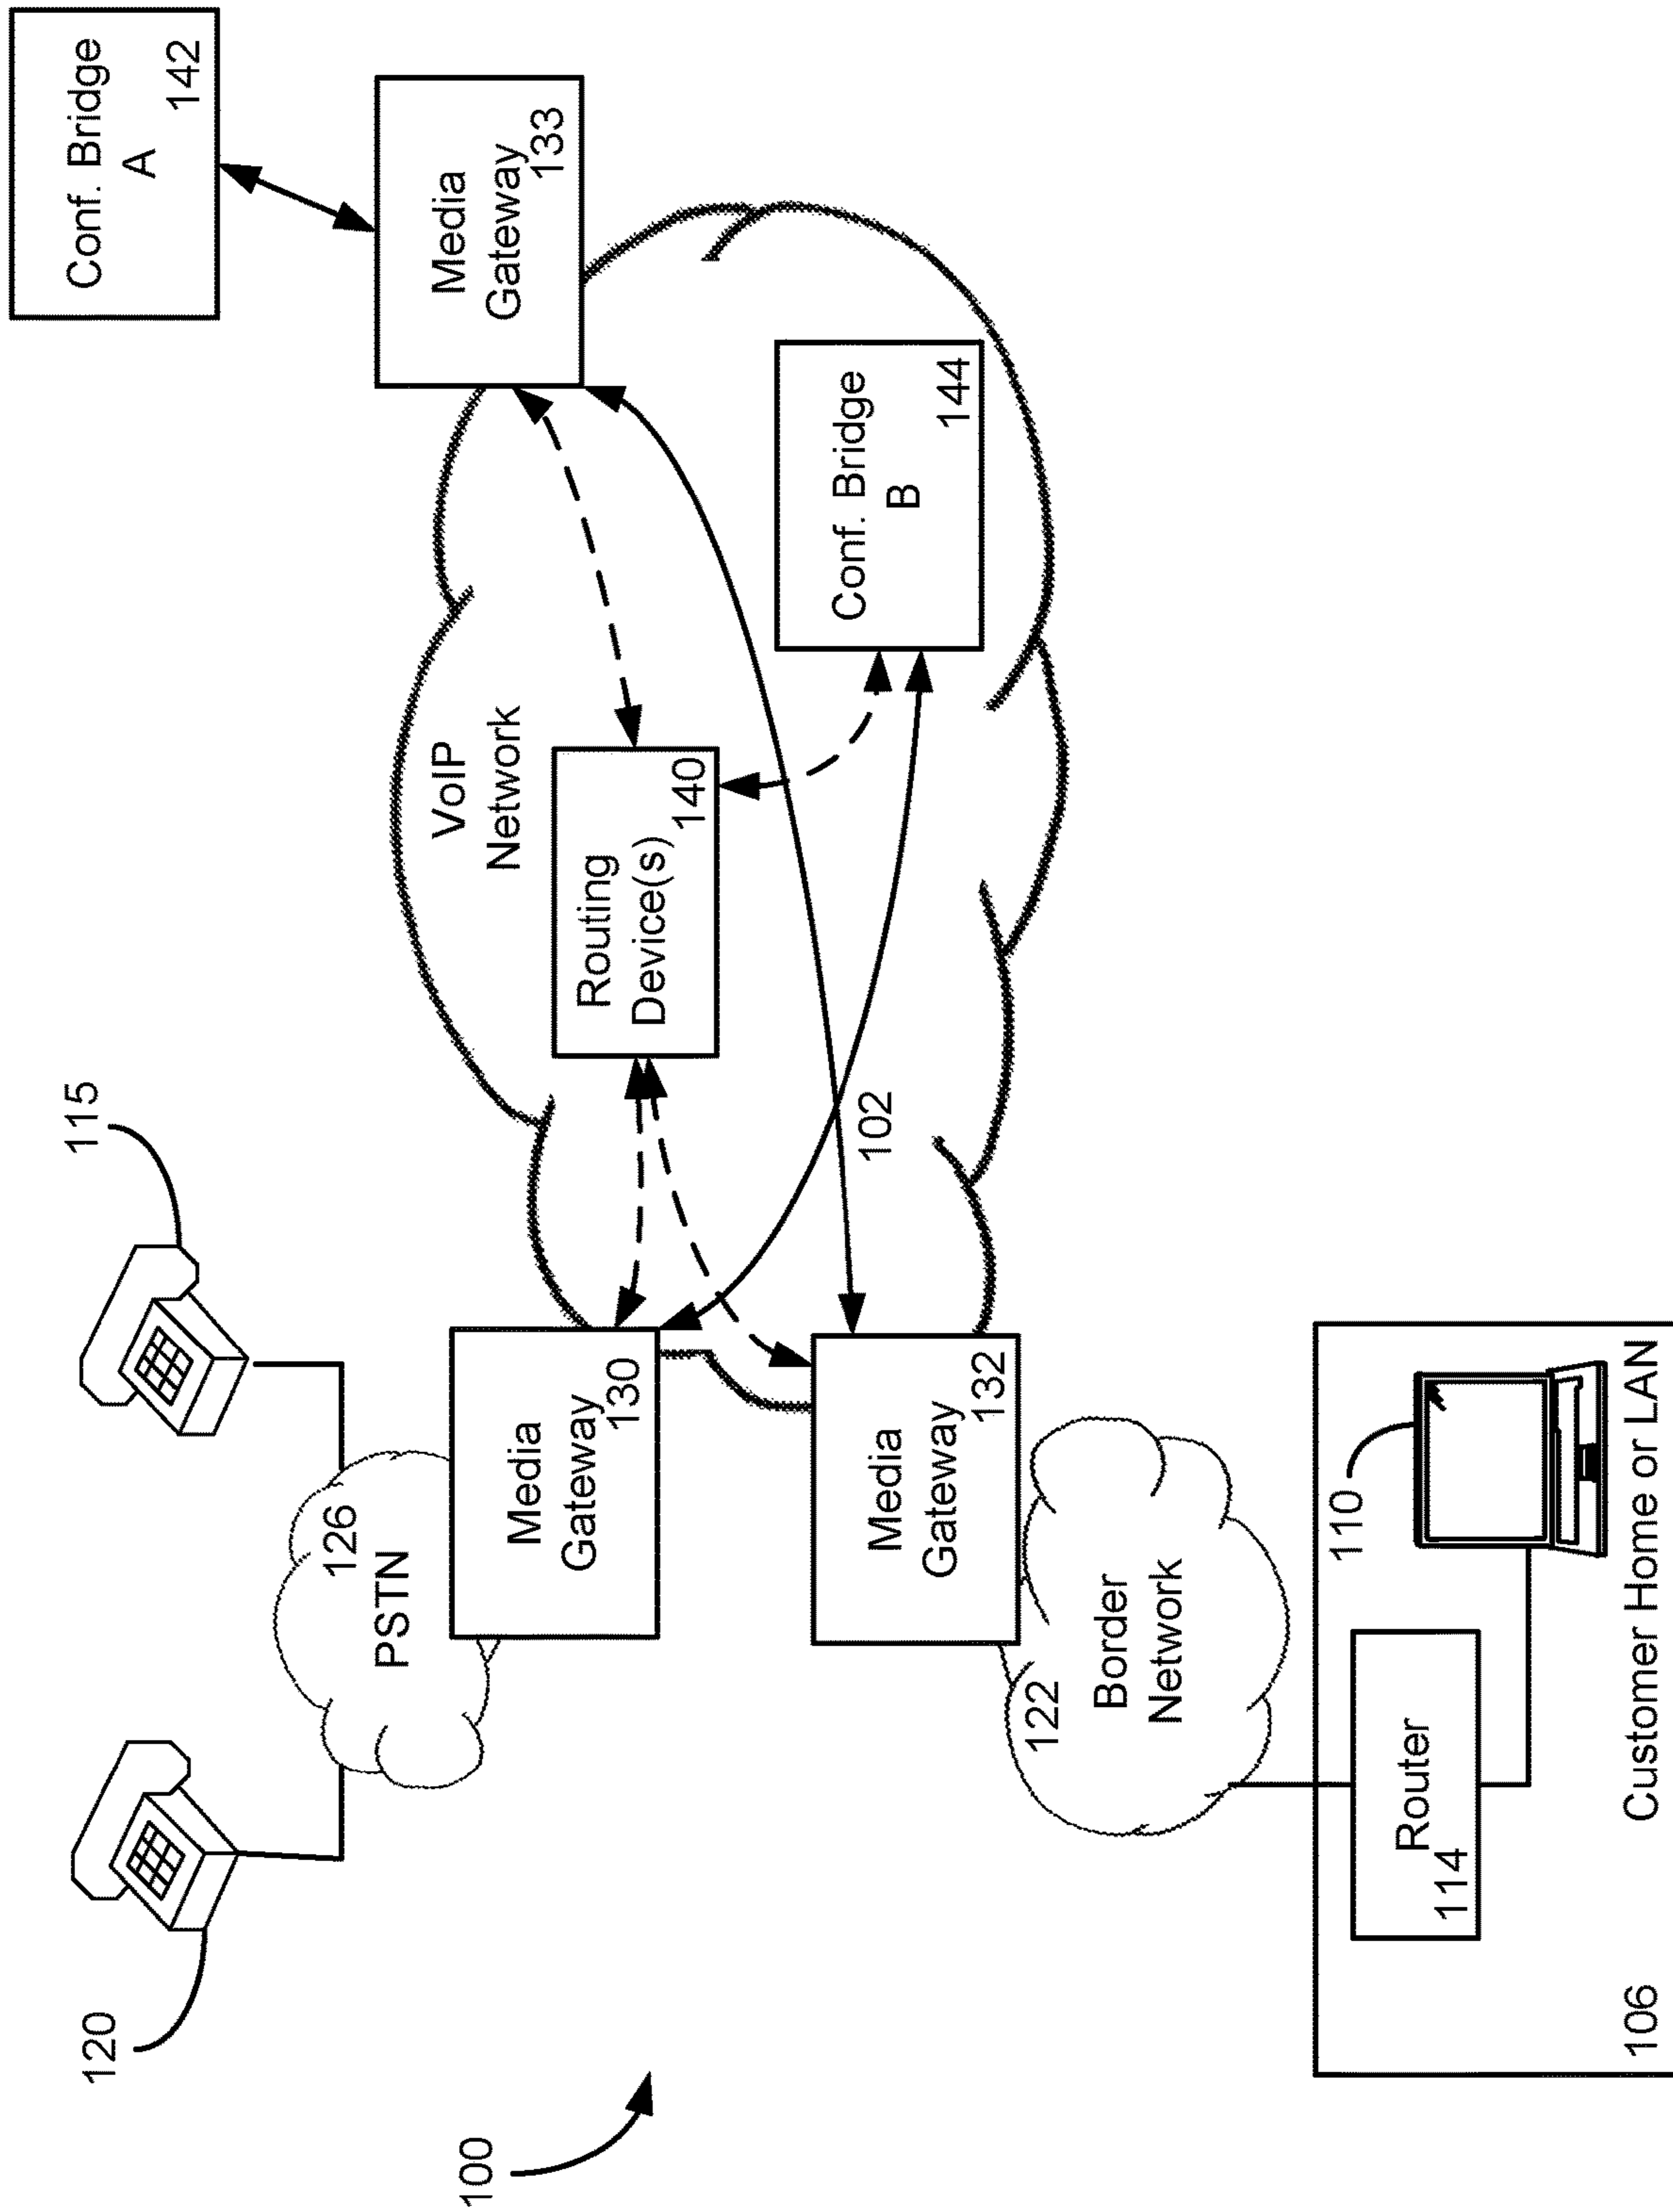 115
120
100
Conf. Bridge
A
142
126
PSTN
Media
Gateway
130
VoIP
Network
Media
Gateway
133
Routing
Device(s)
140
102
Conf. Bridge
B
144
Media
Gateway
132
122
Border
Network
110
Router
114
106
Customer Home or LAN